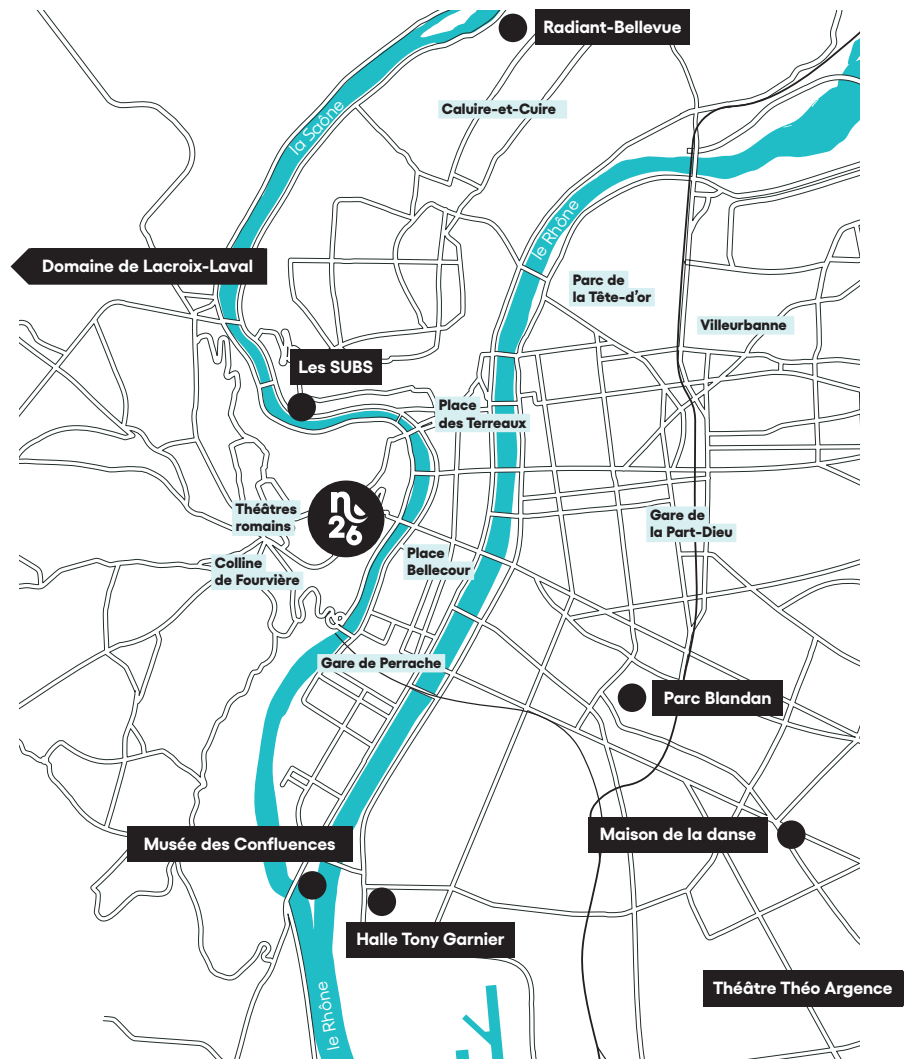 Radiant-Bellevue
Caluire-et-Cuire
la Saône
le Rhône
Domaine de Lacroix-Laval
Parc de
la Tête-d'or
Villeurbanne
Les SUBS
Place
des Terreaux
Théâtres
romains
n
26
Gare de
la Part-Dieu
Colline
de Fourvière
Place
Bellecour
Gare de Perrache
Parc Blandan
Maison de la danse
Musée des Confluences
Halle Tony Garnier
Théâtre Théo Argence
le Rhône